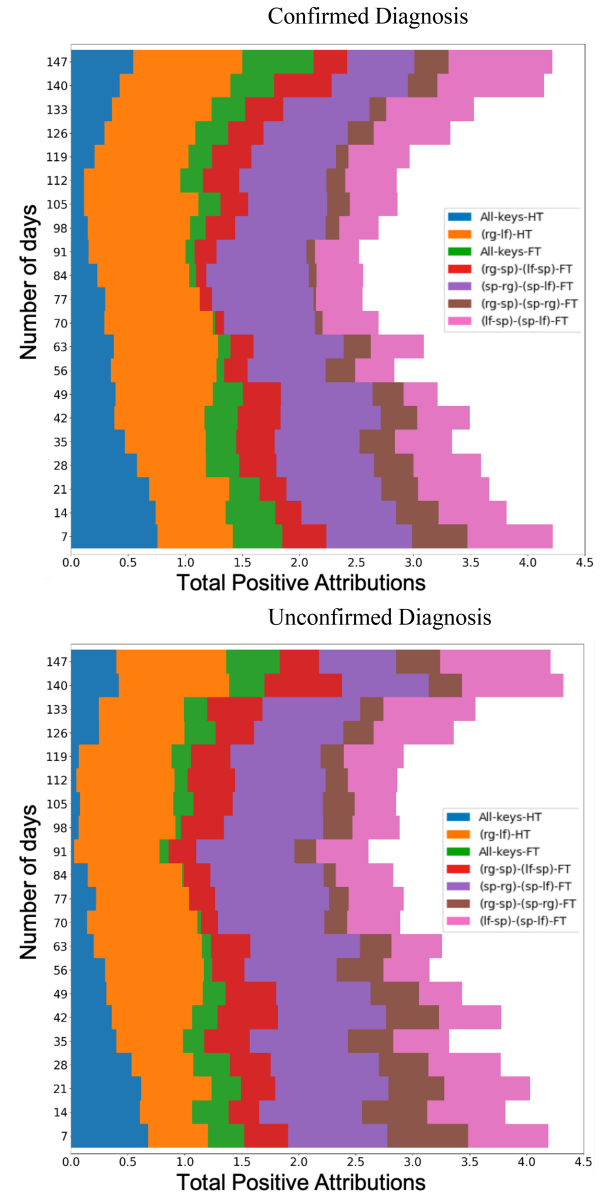 Confirmed Diagnosis
Number of days
147
140
133
126
119
112
105
98
91
84
77
70
63
56
49
42
35
28
21
14
7
All-keys-HT
(rg-lf)-HT
All-keys-FT
(rg-sp)-(lf-sp)-FT
(sp-rg)-(sp-lf)-FT
(rg-sp)-(sp-rg)-FT
(lf-sp)-(sp-lf)-FT
0.0 0.5 1.0 1.5 2.0 2.5 3.0 3.5 4.0 4.5
Total Positive Attributions
Unconfirmed Diagnosis
Number of days
147
140
133
126
119
112
105
98
91
84
77
70
63
56
49
42
35
28
21
14
7
All-keys-HT
(rg-lf)-HT
All-keys-FT
(rg-sp)-(lf-sp)-FT
(sp-rg)-(sp-lf)-FT
(rg-sp)-(sp-rg)-FT
(lf-sp)-(sp-lf)-FT
0.0 0.5 1.0 1.5 2.0 2.5 3.0 3.5 4.0 4.5
Total Positive Attributions